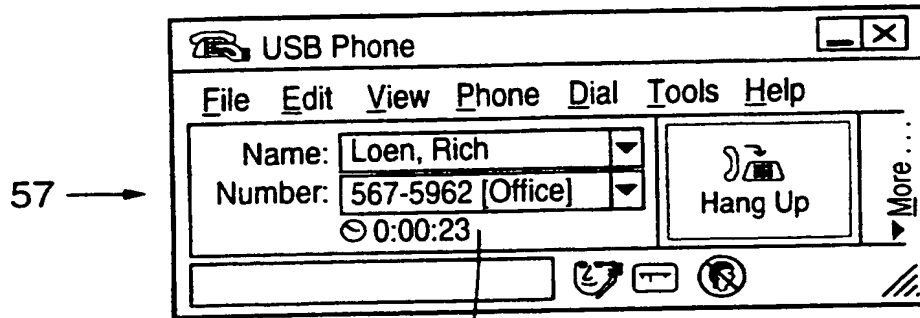 USB Phone
File Edit View Phone Dial Tools Help
Name: Loen, Rich
Number: 567-5962 [Office]
0:00:23
Hang Up
More...
57